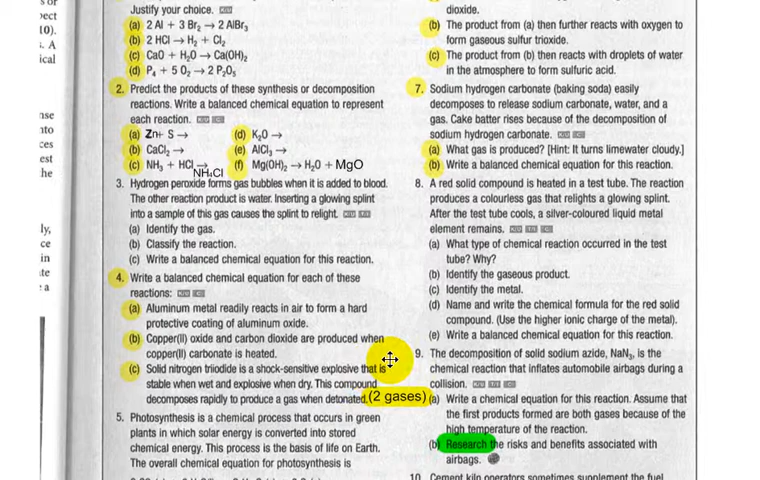 Justify your choice.
(a) 2 Al + 3 Br₂ → 2 AlBr₃
(b) 2 HCl → H₂ + Cl₂
(c) CaO + H₂O → Ca(OH)₂
(d) P₄ + 5 O₂ → 2 P₂O₅
2. Predict the products of these synthesis or decomposition
reactions. Write a balanced chemical equation to represent
each reaction.
(a) Zn+ S →
(d) K₂O →
(b) CaCl₂ →
(e) AlCl₃ →
(c) NH₃ + HCl →
NH₄Cl
(f) Mg(OH)₂ → H₂O + MgO
3. Hydrogen peroxide forms gas bubbles when it is added to blood.
The other reaction product is water. Inserting a glowing splint
into a sample of this gas causes the splint to relight.
(a) Identify the gas.
(b) Classify the reaction.
(c) Write a balanced chemical equation for this reaction.
4. Write a balanced chemical equation for each of these
reactions:
(a) Aluminum metal readily reacts in air to form a hard
protective coating of aluminum oxide.
(b) Copper(II) oxide and carbon dioxide are produced when
copper(II) carbonate is heated.
(c) Solid nitrogen triiodide is a shock-sensitive explosive that is
stable when wet and explosive when dry. This compound
decomposes rapidly to produce a gas when detonated. (2 gases)
5. Photosynthesis is a chemical process that occurs in green
plants in which solar energy is converted into stored
chemical energy. This process is the basis of life on Earth.
The overall chemical equation for photosynthesis is
dioxide.
(b) The product from (a) then further reacts with oxygen to
form gaseous sulfur trioxide.
(c) The product from (b) then reacts with droplets of water
in the atmosphere to form sulfuric acid.
7. Sodium hydrogen carbonate (baking soda) easily
decomposes to release sodium carbonate, water, and a
gas. Cake batter rises because of the decomposition of
sodium hydrogen carbonate.
(a) What gas is produced? [Hint: It turns limewater cloudy.]
(b) Write a balanced chemical equation for this reaction.
8. A red solid compound is heated in a test tube. The reaction
produces a colourless gas that relights a glowing splint.
After the test tube cools, a silver-coloured liquid metal
element remains.
(a) What type of chemical reaction occurred in the test
tube? Why?
(b) Identify the gaseous product.
(c) Identify the metal.
(d) Name and write the chemical formula for the red solid
compound. (Use the higher ionic charge of the metal).
(e) Write a balanced chemical equation for this reaction.
9. The decomposition of solid sodium azide, NaN₃, is the
chemical reaction that inflates automobile airbags during a
collision.
(a) Write a chemical equation for this reaction. Assume that
the first products formed are both gases because of the
high temperature of the reaction.
(b) Research the risks and benefits associated with
airbags.
10. Cement kiln operators sometimes supplement the fuel